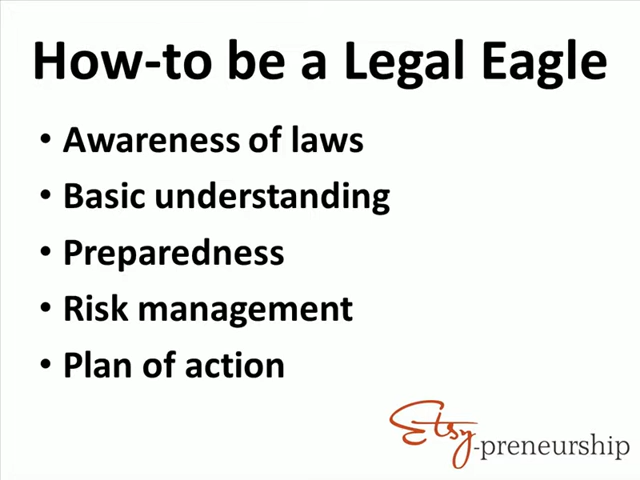 How-to be a Legal Eagle
• Awareness of laws
• Basic understanding
• Preparedness
• Risk management
• Plan of action
Etsy-preneurship